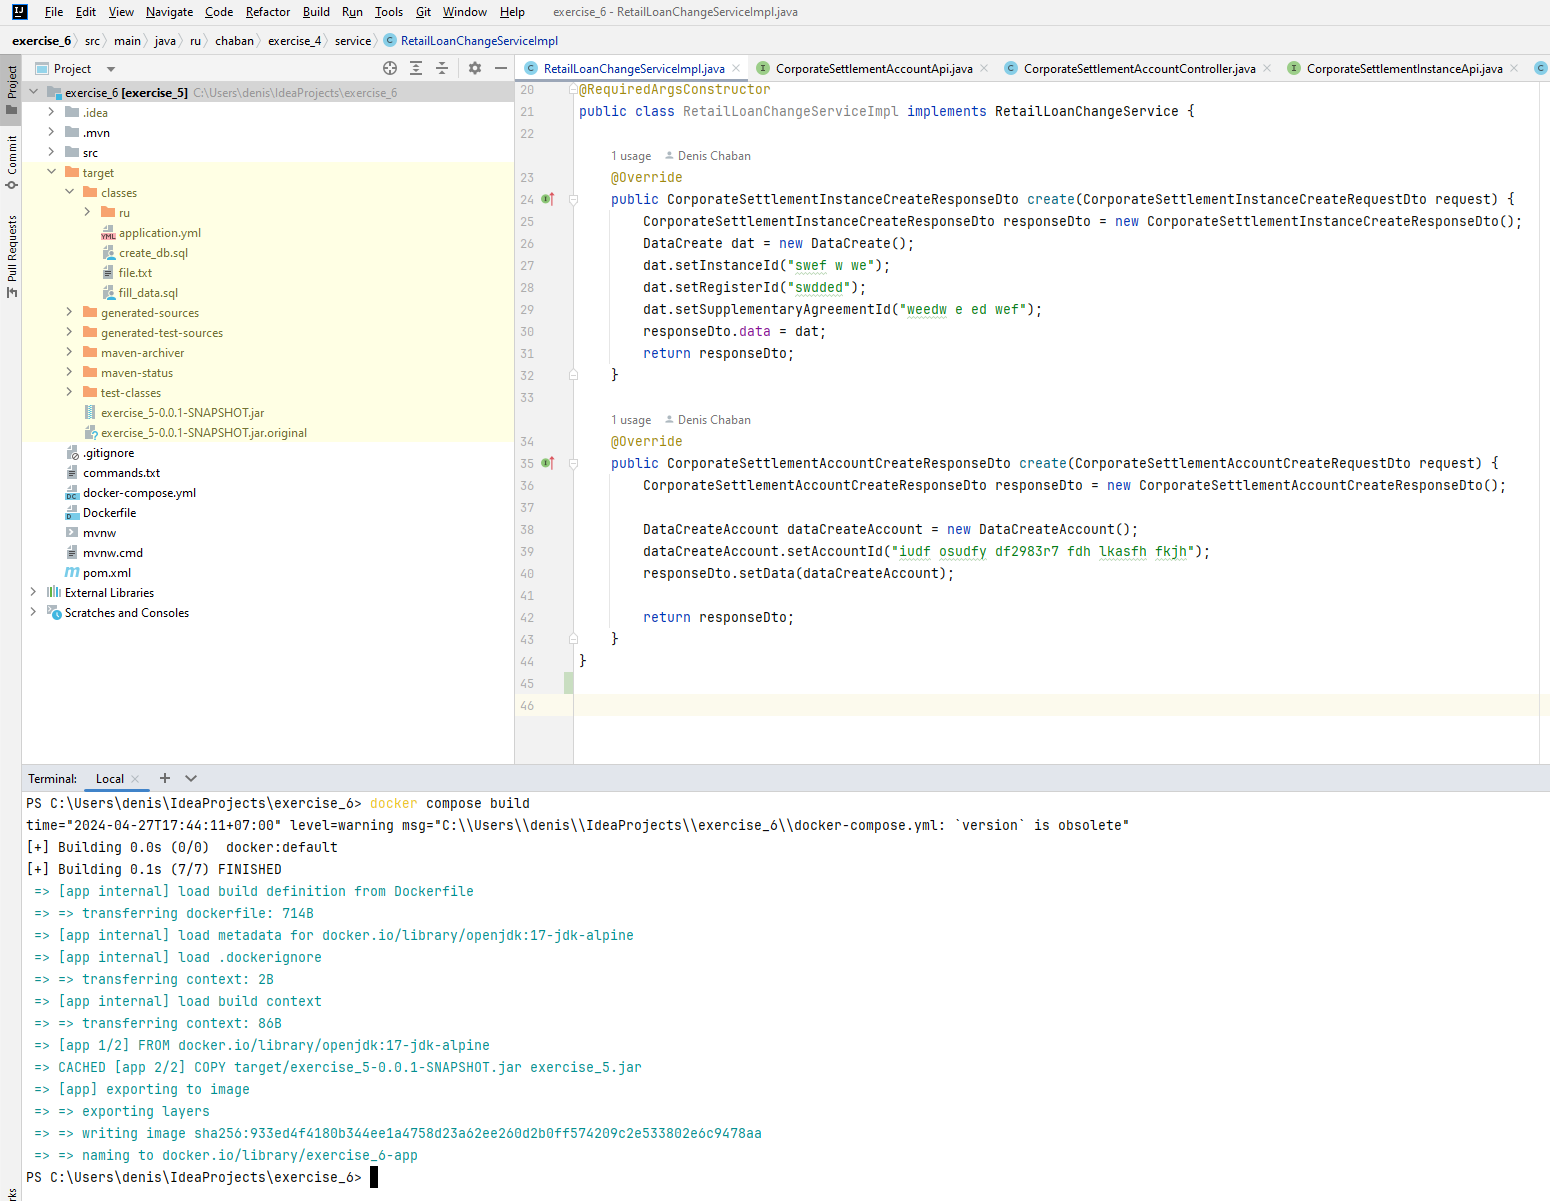 File Edit View Navigate Code Refactor Build Run Tools Git Window Help exercise_6 - RetailLoanChangeServiceImpl.java
exercise_6 src main java ru chaban exercise_4 service C RetailLoanChangeServiceImpl
Project
Commit
Pull Requests
Project
exercise_6 [exercise_5] C:\Users\denis\IdeaProjects\exercise_6
.idea
.mvn
src
target
classes
ru
application.yml
create_db.sql
file.txt
fill_data.sql
generated-sources
generated-test-sources
maven-archiver
maven-status
test-classes
exercise_5-0.0.1-SNAPSHOT.jar
exercise_5-0.0.1-SNAPSHOT.jar.original
.gitignore
commands.txt
docker-compose.yml
Dockerfile
mvnw
mvnw.cmd
pom.xml
External Libraries
Scratches and Consoles
RetailLoanChangeServiceImpl.java CorporateSettlementAccountApi.java CorporateSettlementAccountController.java CorporateSettlementInstanceApi.java
20 @RequiredArgsConstructor
21 public class RetailLoanChangeServiceImpl implements RetailLoanChangeService {
22
1 usage Denis Chaban
23 @Override
24 public CorporateSettlementInstanceCreateResponseDto create(CorporateSettlementInstanceCreateRequestDto request) {
25 CorporateSettlementInstanceCreateResponseDto responseDto = new CorporateSettlementInstanceCreateResponseDto();
26 DataCreate dat = new DataCreate();
27 dat.setInstanceId("swef w we");
28 dat.setRegisterId("swdded");
29 dat.setSupplementaryAgreementId("weedw e ed wef");
30 responseDto.data = dat;
31 return responseDto;
32 }
33
1 usage Denis Chaban
34 @Override
35 public CorporateSettlementAccountCreateResponseDto create(CorporateSettlementAccountCreateRequestDto request) {
36 CorporateSettlementAccountCreateResponseDto responseDto = new CorporateSettlementAccountCreateResponseDto();
37
38 DataCreateAccount dataCreateAccount = new DataCreateAccount();
39 dataCreateAccount.setAccountId("iudf osudfy df2983r7 fdh lkasfh fkjh");
40 responseDto.setData(dataCreateAccount);
41
42 return responseDto;
43 }
44 }
45
46
Terminal: Local
PS C:\Users\denis\IdeaProjects\exercise_6> docker compose build
time="2024-04-27T17:44:11+07:00" level=warning msg="C:\\Users\\denis\\IdeaProjects\\exercise_6\\docker-compose.yml: `version` is obsolete"
[+] Building 0.0s (0/0) docker:default
[+] Building 0.1s (7/7) FINISHED
=> [app internal] load build definition from Dockerfile
=> => transferring dockerfile: 714B
=> [app internal] load metadata for docker.io/library/openjdk:17-jdk-alpine
=> [app internal] load .dockerignore
=> => transferring context: 2B
=> [app internal] load build context
=> => transferring context: 86B
=> [app 1/2] FROM docker.io/library/openjdk:17-jdk-alpine
=> CACHED [app 2/2] COPY target/exercise_5-0.0.1-SNAPSHOT.jar exercise_5.jar
=> [app] exporting to image
=> => exporting layers
=> => writing image sha256:933ed4f4180b344ee1a4758d23a62ee260d2b0ff574209c2e533802e6c9478aa
=> => naming to docker.io/library/exercise_6-app
PS C:\Users\denis\IdeaProjects\exercise_6>